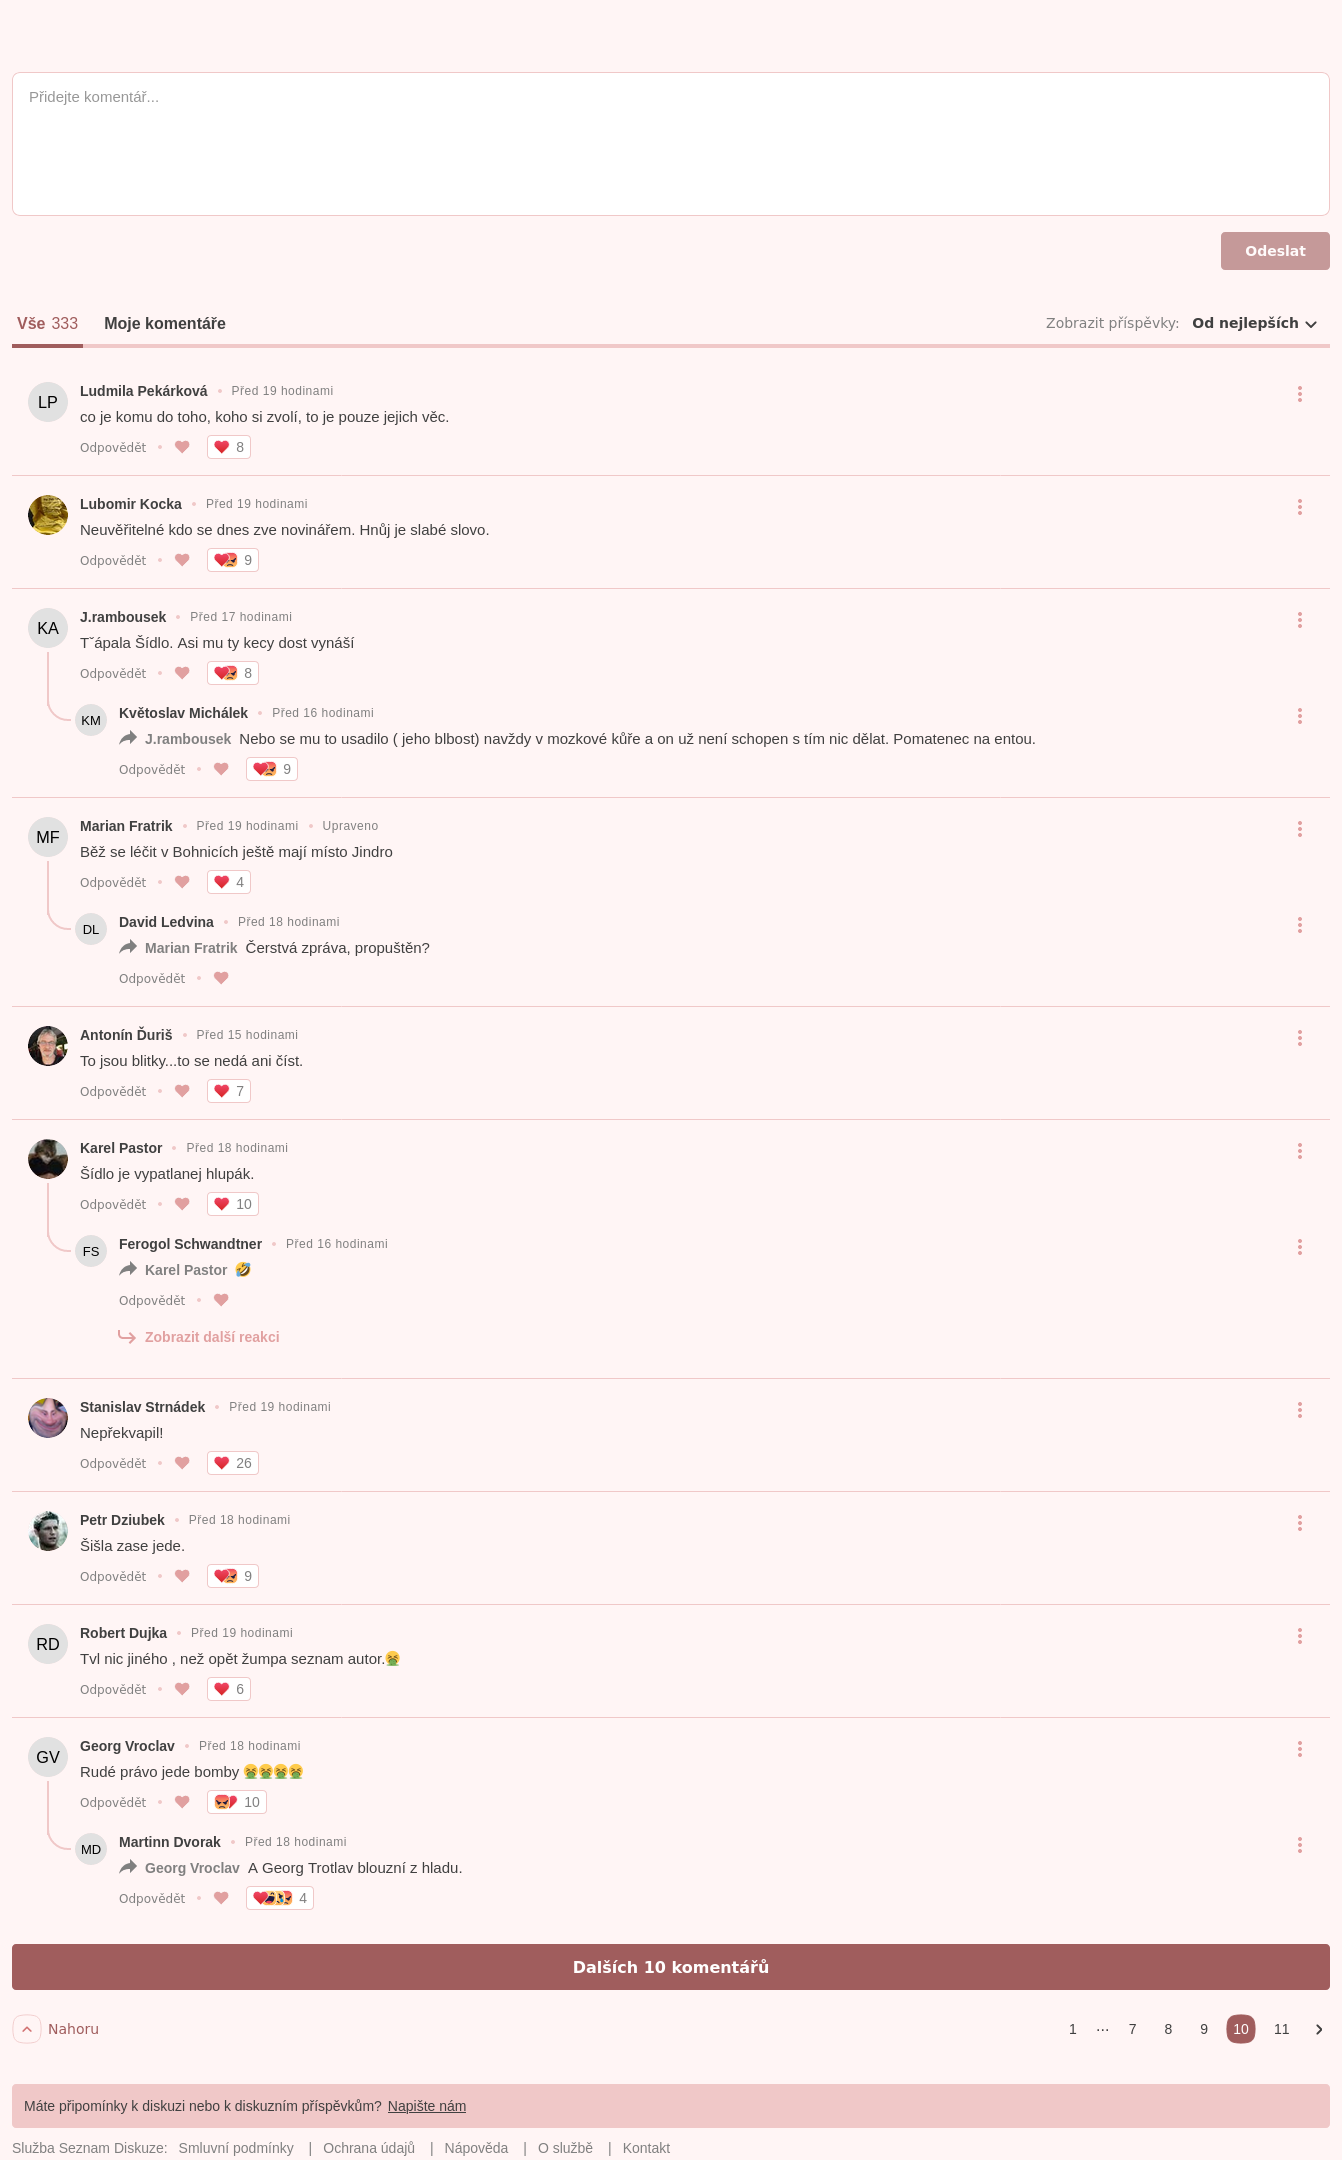 Přidejte komentář...
Odeslat
Vše 333 Moje komentáře Zobrazit příspěvky: Od nejlepších
LP Ludmila Pekárková • Před 19 hodinami
co je komu do toho, koho si zvolí, to je pouze jejich věc.
Odpovědět • 8
Lubomir Kocka • Před 19 hodinami
Neuvěřitelné kdo se dnes zve novinářem. Hnůj je slabé slovo.
Odpovědět • 9
KA J.rambousek • Před 17 hodinami
Tˇápala Šídlo. Asi mu ty kecy dost vynáší
Odpovědět • 8
KM Květoslav Michálek • Před 16 hodinami
J.rambousek Nebo se mu to usadilo ( jeho blbost) navždy v mozkové kůře a on už není schopen s tím nic dělat. Pomatenec na entou.
Odpovědět • 9
MF Marian Fratrik • Před 19 hodinami • Upraveno
Běž se léčit v Bohnicích ještě mají místo Jindro
Odpovědět • 4
DL David Ledvina • Před 18 hodinami
Marian Fratrik Čerstvá zpráva, propuštěn?
Odpovědět •
Antonín Ďuriš • Před 15 hodinami
To jsou blitky...to se nedá ani číst.
Odpovědět • 7
Karel Pastor • Před 18 hodinami
Šídlo je vypatlanej hlupák.
Odpovědět • 10
FS Ferogol Schwandtner • Před 16 hodinami
Karel Pastor 🤣
Odpovědět •
Zobrazit další reakci
Stanislav Strnádek • Před 19 hodinami
Nepřekvapil!
Odpovědět • 26
Petr Dziubek • Před 18 hodinami
Šišla zase jede.
Odpovědět • 9
RD Robert Dujka • Před 19 hodinami
Tvl nic jiného , než opět žumpa seznam autor.🤮
Odpovědět • 6
GV Georg Vroclav • Před 18 hodinami
Rudé právo jede bomby 🤮🤮🤮🤮
Odpovědět • 10
MD Martinn Dvorak • Před 18 hodinami
Georg Vroclav A Georg Trotlav blouzní z hladu.
Odpovědět • 4
Dalších 10 komentářů
Nahoru 1 ... 7 8 9 10 11
Máte připomínky k diskuzi nebo k diskuzním příspěvkům? Napište nám
Služba Seznam Diskuze: Smluvní podmínky | Ochrana údajů | Nápověda | O službě | Kontakt